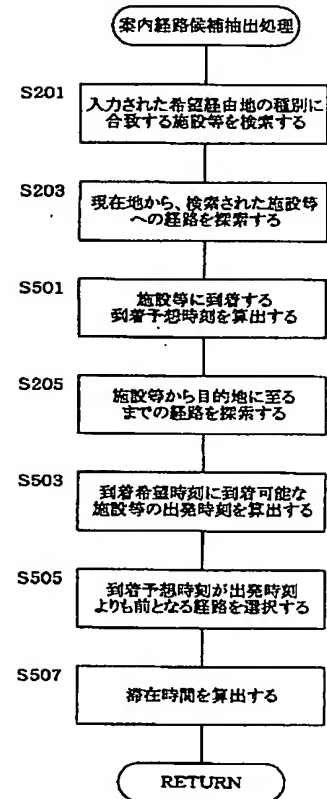 案内経路候補抽出処理
S201
入力された希望経由地の種別に
合致する施設等を検索する
S203
現在地から、検索された施設等
への経路を探索する
S501
施設等に到着する
到着予想時刻を算出する
S205
施設等から目的地に至る
までの経路を探索する
S503
到着希望時刻に到着可能な
施設等の出発時刻を算出する
S505
到着予想時刻が出発時刻
よりも前となる経路を選択する
S507
滞在時間を算出する
RETURN